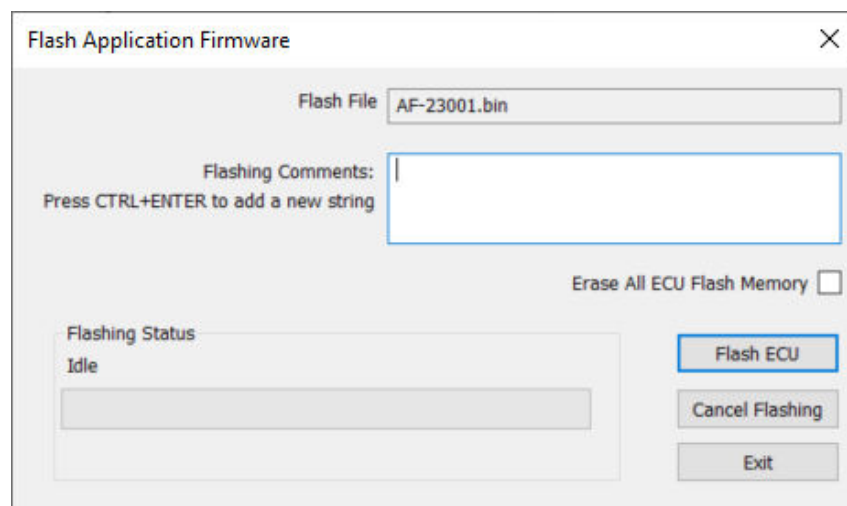 Flash Application Firmware
Flash File
AF-23001.bin
Flashing Comments:
Press CTRL+ENTER to add a new string
Erase All ECU Flash Memory
Flashing Status
Idle
Flash ECU
Cancel Flashing
Exit